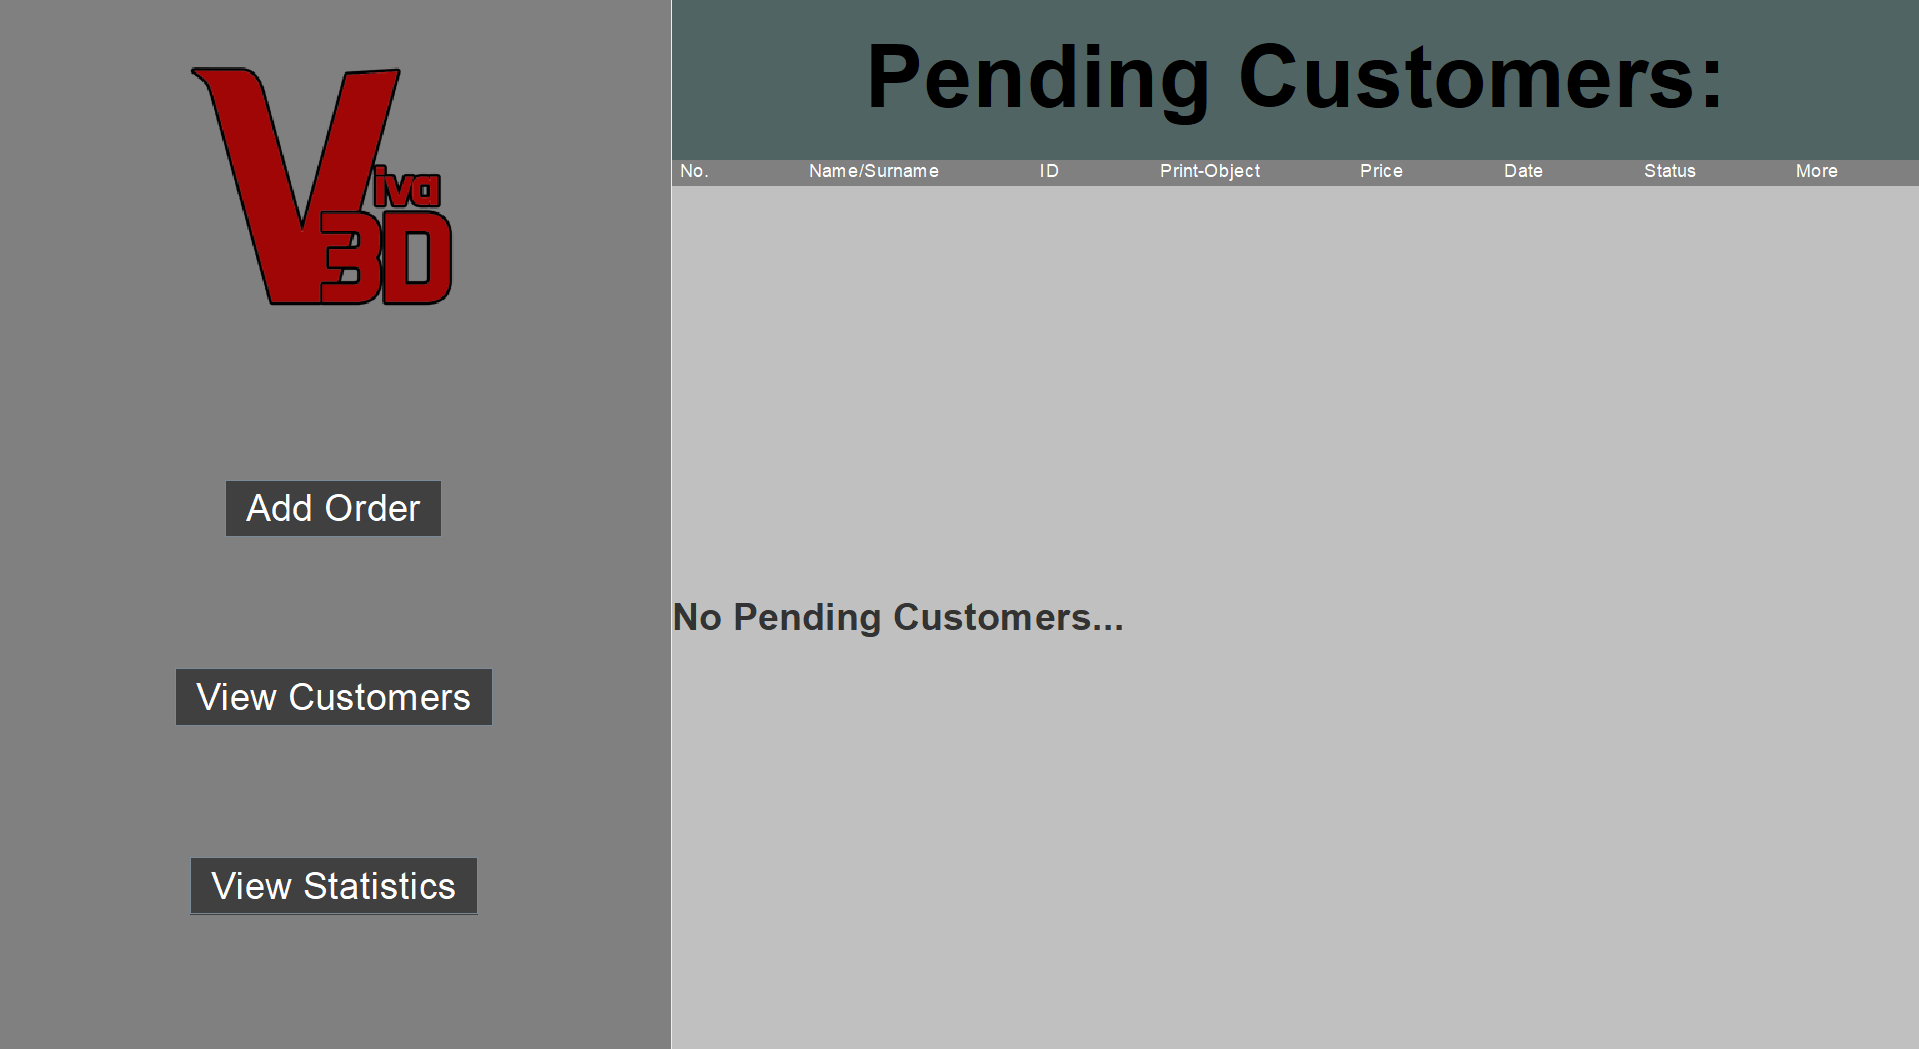 Viva
3D
Add Order
View Customers
View Statistics
Pending Customers:
No. Name/Surname ID Print-Object Price Date Status More
No Pending Customers...